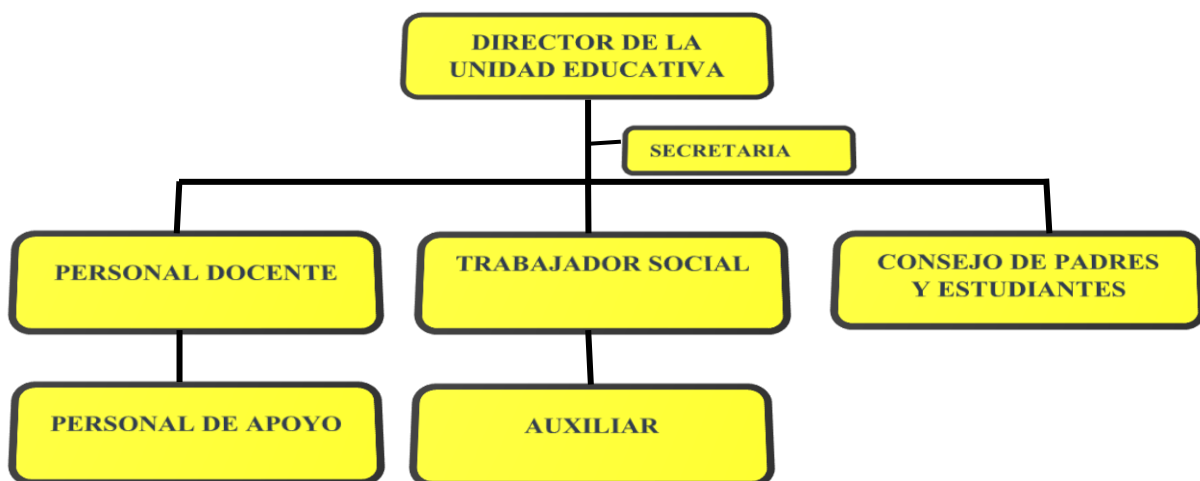 DIRECTOR DE LA
UNIDAD EDUCATIVA
SECRETARIA
PERSONAL DOCENTE
TRABAJADOR SOCIAL
CONSEJO DE PADRES
Y ESTUDIANTES
PERSONAL DE APOYO
AUXILIAR